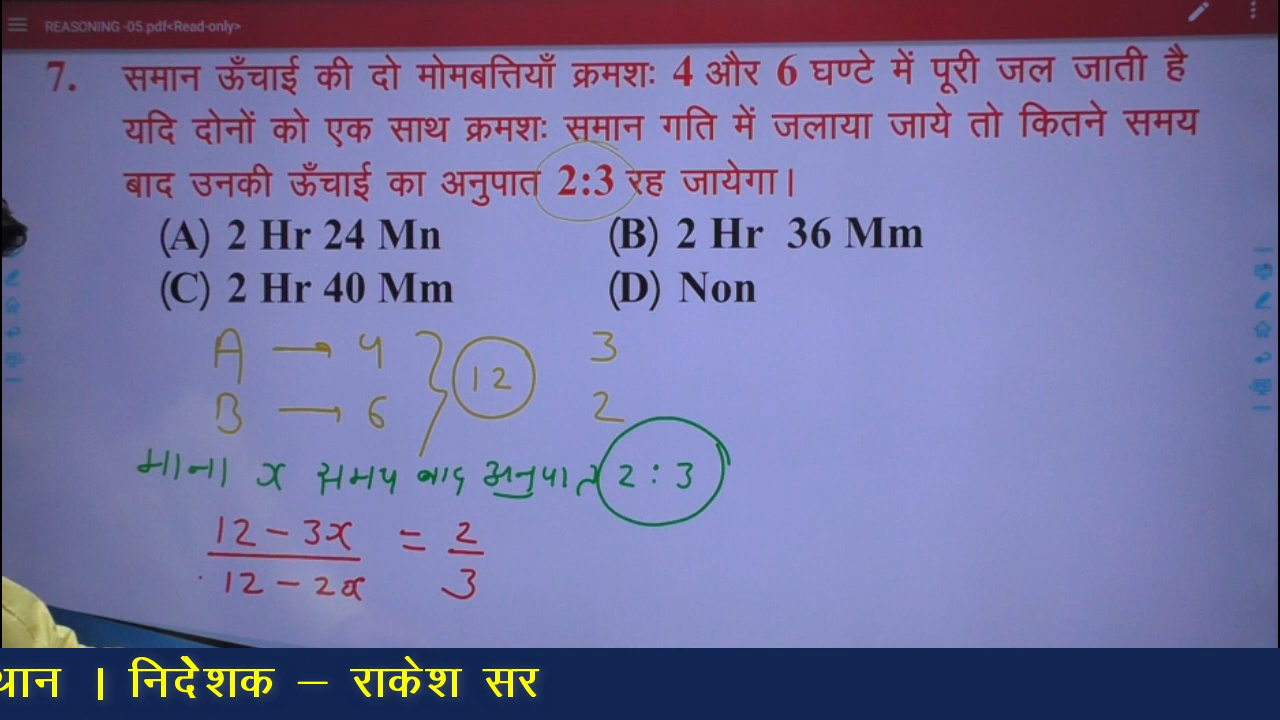 REASONING -05.pdf<Read-only>
7. समान ऊँचाई की दो मोमबत्तियाँ क्रमशः 4 और 6 घण्टे में पूरी जल जाती है
यदि दोनों को एक साथ क्रमशः समान गति में जलाया जाये तो कितने समय
बाद उनकी ऊँचाई का अनुपात 2:3 रह जायेगा।
(A) 2 Hr 24 Mn (B) 2 Hr 36 Mm
(C) 2 Hr 40 Mm (D) Non
A → 4 } 12 3
B → 6 2
माना x समय बाद अनुपात 2 : 3
12 - 3x = 2
12 - 2x 3
थान । निदेशक – राकेश सर